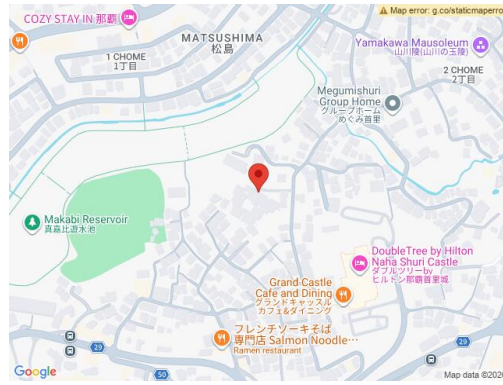 Map error: g.co/staticmaperro
COZY STAY IN 那覇
MATSUSHIMA
松島
Yamakawa Mausoleum
山川陵(山川の玉陵)
1 CHOME
1丁目
2 CHOME
2丁目
Megumishuri
Group Home
グループホーム
めぐみ首里
Makabi Reservoir
真嘉比遊水池
DoubleTree by Hilton
Naha Shuri Castle
ダブルツリーby
ヒルトン那覇首里城
Grand Castle
Cafe and Dining
グランドキャッスル
カフェ&ダイニング
フレンチソーキそば
専門店 Salmon Noodle…
Ramen restaurant
29
29
50
Google
Map data ©202